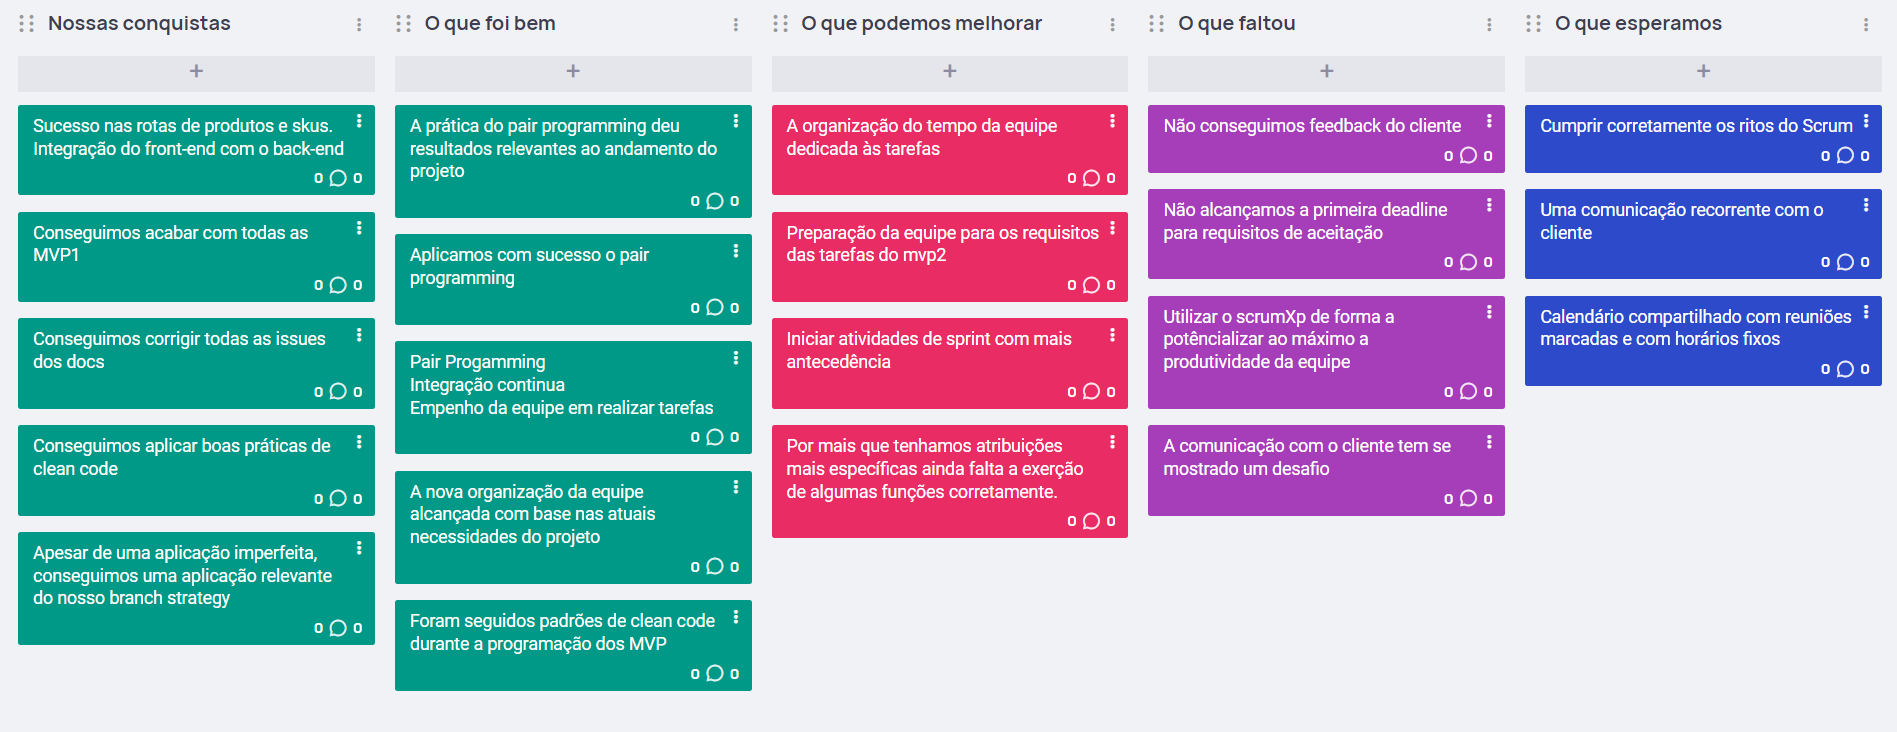 Nossas conquistas
+
Sucesso nas rotas de produtos e skus.
Integração do front-end com o back-end
0 0
Conseguimos acabar com todas as
MVP1
0 0
Conseguimos corrigir todas as issues
dos docs
0 0
Conseguimos aplicar boas práticas de
clean code
0 0
Apesar de uma aplicação imperfeita,
conseguimos uma aplicação relevante
do nosso branch strategy
0 0
O que foi bem
+
A prática do pair programming deu
resultados relevantes ao andamento do
projeto
0 0
Aplicamos com sucesso o pair
programming
0 0
Pair Progamming
Integração continua
Empenho da equipe em realizar tarefas
0 0
A nova organização da equipe
alcançada com base nas atuais
necessidades do projeto
0 0
Foram seguidos padrões de clean code
durante a programação dos MVP
0 0
O que podemos melhorar
+
A organização do tempo da equipe
dedicada às tarefas
0 0
Preparação da equipe para os requisitos
das tarefas do mvp2
0 0
Iniciar atividades de sprint com mais
antecedência
0 0
Por mais que tenhamos atribuições
mais específicas ainda falta a exerção
de algumas funções corretamente.
0 0
O que faltou
+
Não conseguimos feedback do cliente
0 0
Não alcançamos a primeira deadline
para requisitos de aceitação
0 0
Utilizar o scrumXp de forma a
potêncializar ao máximo a
produtividade da equipe
0 0
A comunicação com o cliente tem se
mostrado um desafio
0 0
O que esperamos
+
Cumprir corretamente os ritos do Scrum
0 0
Uma comunicação recorrente com o
cliente
0 0
Calendário compartilhado com reuniões
marcadas e com horários fixos
0 0